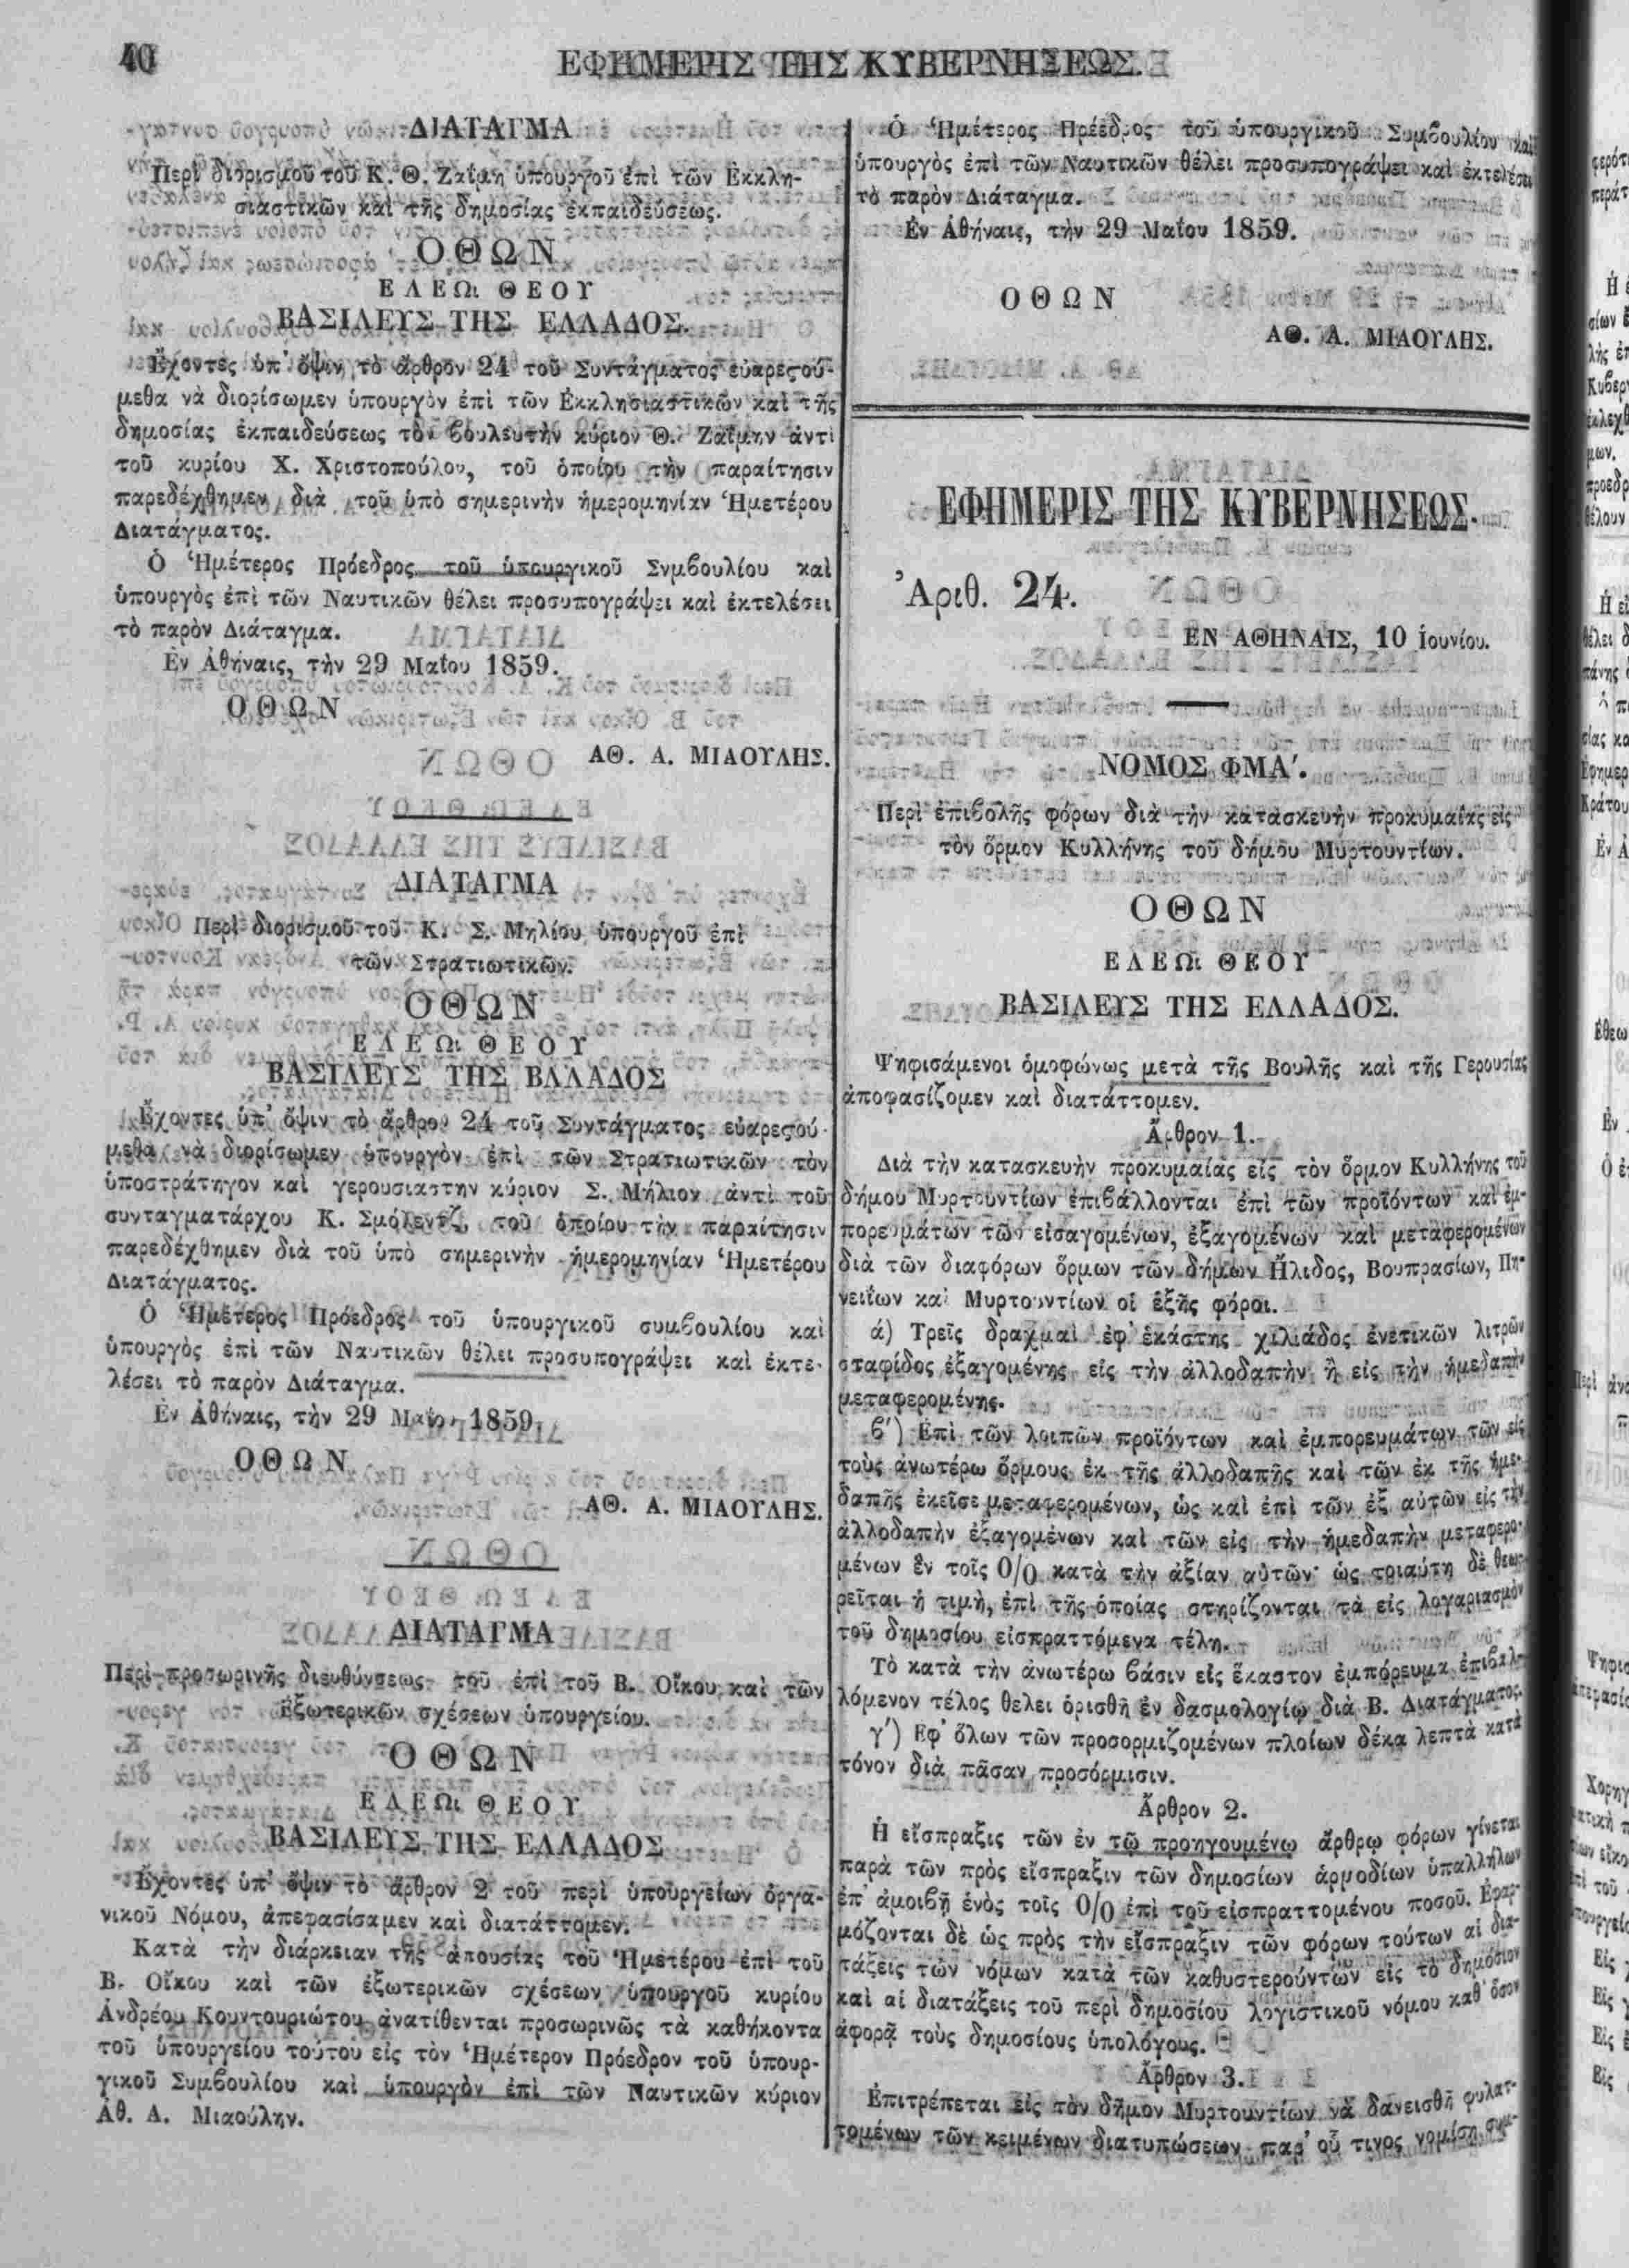 40
ΕΦΗΜΕΡΙΣ ΤΗΣ ΚΥΒΕΡΝΗΣΕΩΣ.
ΔΙΑΤΑΓΜΑ
Περὶ διορισμοῦ τοῦ Κ. Θ. Ζαΐμη ὑπουργοῦ ἐπὶ τῶν Ἐκκλη-
σιαστικῶν καὶ τῆς δημοσίας ἐκπαιδεύσεως.
ΟΘΩΝ
ΕΛΕΩι ΘΕΟΥ
ΒΑΣΙΛΕΥΣ ΤΗΣ ΕΛΛΑΔΟΣ.
Ἔχοντες ὑπ' ὄψιν τὸ ἄρθρον 24 τοῦ Συντάγματος εὐαρεςού-
μεθα νὰ διορίσωμεν ὑπουργὸν ἐπὶ τῶν Ἐκκλησιαστικῶν καὶ τῆς
δημοσίας ἐκπαιδεύσεως τὸν βουλευτὴν κύριον Θ. Ζαΐμην ἀντὶ
τοῦ κυρίου Χ. Χριστοπούλου, τοῦ ὁποίου τὴν παραίτησιν
παρεδέχθημεν διὰ τοῦ ὑπὸ σημερινὴν ἡμερομηνίαν Ἡμετέρου
Διατάγματος.
Ὁ Ἡμέτερος Πρόεδρος τοῦ ὑπουργικοῦ Συμβουλίου καὶ
ὑπουργὸς ἐπὶ τῶν Ναυτικῶν θέλει προσυπογράψει καὶ ἐκτελέσει
τὸ παρὸν Διάταγμα.
Ἐν Ἀθήναις, τὴν 29 Μαΐου 1859.
ΟΘΩΝ
ΑΘ. Α. ΜΙΑΟΥΛΗΣ.
ΔΙΑΤΑΓΜΑ
Περὶ διορισμοῦ τοῦ Κ. Σ. Μηλίου ὑπουργοῦ ἐπὶ
τῶν Στρατιωτικῶν.
ΟΘΩΝ
ΕΛΕΩι ΘΕΟΥ
ΒΑΣΙΛΕΥΣ ΤΗΣ ΒΛΛΑΔΟΣ
Ἔχοντες ὑπ' ὄψιν τὸ ἄρθρον 24 τοῦ Συντάγματος εὐαρεςού-
μεθα νὰ διορίσωμεν ὑπουργὸν ἐπὶ τῶν Στρατιωτικῶν τὸν
ὑποστράτηγον καὶ γερουσιαστὴν κύριον Σ. Μήλιον ἀντὶ τοῦ
συνταγματάρχου Κ. Σμόλεντζ, τοῦ ὁποίου τὴν παραίτησιν
παρεδέχθημεν διὰ τοῦ ὑπὸ σημερινὴν ἡμερομηνίαν Ἡμετέρου
Διατάγματος.
Ὁ Ἡμέτερος Πρόεδρος τοῦ ὑπουργικοῦ συμβουλίου καὶ
ὑπουργὸς ἐπὶ τῶν Ναυτικῶν θέλει προσυπογράψει καὶ ἐκτε-
λέσει τὸ παρὸν Διάταγμα.
Ἐν Ἀθήναις, τὴν 29 Μαΐου 1859.
ΟΘΩΝ
ΑΘ. Α. ΜΙΑΟΥΛΗΣ.
ΔΙΑΤΑΓΜΑ
Περὶ προσωρινῆς διευθύνσεως τοῦ ἐπὶ τοῦ Β. Οἴκου καὶ τῶν
Ἐξωτερικῶν σχέσεων ὑπουργείου.
ΟΘΩΝ
ΕΛΕΩι ΘΕΟΥ
ΒΑΣΙΛΕΥΣ ΤΗΣ ΕΛΛΑΔΟΣ
Ἔχοντες ὑπ' ὄψιν τὸ ἄρθρον 2 τοῦ περὶ ὑπουργείων ὀργα-
νικοῦ Νόμου, ἀπεφασίσαμεν καὶ διατάττομεν.
Κατὰ τὴν διάρκειαν τῆς ἀπουσίας τοῦ Ἡμετέρου ἐπὶ τοῦ
Β. Οἴκου καὶ τῶν ἐξωτερικῶν σχέσεων ὑπουργοῦ κυρίου
Ἀνδρέου Κουντουριώτου ἀνατίθενται προσωρινῶς τὰ καθήκοντα
τοῦ ὑπουργείου τούτου εἰς τὸν Ἡμέτερον Πρόεδρον τοῦ ὑπουρ-
γικοῦ Συμβουλίου καὶ ὑπουργὸν ἐπὶ τῶν Ναυτικῶν κύριον
Ἀθ. Α. Μιαούλην.
Ὁ Ἡμέτερος Πρέεδρος τοῦ ὑπουργικοῦ Συμβουλίου καὶ
ὑπουργὸς ἐπὶ τῶν Ναυτικῶν θέλει προσυπογράψει καὶ ἐκτελέσει
τὸ παρὸν Διάταγμα.
Ἐν Ἀθήναις, τὴν 29 Μαΐου 1859.
ΟΘΩΝ
ΑΘ. Α. ΜΙΑΟΥΛΗΣ.
ΕΦΗΜΕΡΙΣ ΤΗΣ ΚΥΒΕΡΝΗΣΕΩΣ.
Ἀριθ. 24.
ΕΝ ΑΘΗΝΑΙΣ, 10 Ἰουνίου.
ΝΟΜΟΣ ΦΜΑ'.
Περὶ ἐπιβολῆς φόρων διὰ τὴν κατασκευὴν προκυμαίας εἰς
τὸν ὅρμον Κυλλήνης τοῦ δήμου Μυρτουντίων.
ΟΘΩΝ
ΕΛΕΩι ΘΕΟΥ
ΒΑΣΙΛΕΥΣ ΤΗΣ ΕΛΛΑΔΟΣ.
Ψηφισάμενοι ὁμοφώνως μετὰ τῆς Βουλῆς καὶ τῆς Γερουσίας
ἀποφασίζομεν καὶ διατάττομεν.
Ἄρθρον 1.
Διὰ τὴν κατασκευὴν προκυμαίας εἰς τὸν ὅρμον Κυλλήνης τοῦ
δήμου Μυρτουντίων ἐπιβάλλονται ἐπὶ τῶν προϊόντων καὶ ἐμ-
πορευμάτων τῶν εἰσαγομένων, ἐξαγομένων καὶ μεταφερομένων
διὰ τῶν διαφόρων ὅρμων τῶν δήμων Ἤλιδος, Βουπρασίων, Πη-
νειΐων καὶ Μυρτουντίων οἱ ἑξῆς φόροι.
ά) Τρεῖς δραχμαὶ ἐφ' ἑκάστης χιλιάδος ἐνετικῶν λιτρῶν
σταφίδος ἐξαγομένης εἰς τὴν ἀλλοδαπὴν ἢ εἰς τὴν ἡμεδαπὴν
μεταφερομένης.
β') Ἐπὶ τῶν λοιπῶν προϊόντων καὶ ἐμπορευμάτων τῶν εἰς
τοὺς ἀνωτέρω ὅρμους ἐκ τῆς ἀλλοδαπῆς καὶ τῶν ἐκ τῆς ἡμε-
δαπῆς ἐκεῖσε μεταφερομένων, ὡς καὶ ἐπὶ τῶν ἐξ αὐτῶν εἰς τὴν
ἀλλοδαπὴν ἐξαγομένων καὶ τῶν εἰς τὴν ἡμεδαπὴν μεταφερο-
μένων ἓν τοῖς 0/0 κατὰ τὴν ἀξίαν αὐτῶν· ὡς τοιαύτη δὲ θεω-
ρεῖται ἡ τιμή, ἐπὶ τῆς ὁποίας στηρίζονται τὰ εἰς λογαριασμὸν
τοῦ δημοσίου εἰσπραττόμενα τέλη.
Τὸ κατὰ τὴν ἀνωτέρω βάσιν εἰς ἕκαστον ἐμπόρευμα ἐπιβαλ-
λόμενον τέλος θελει ὁρισθῆ ἐν δασμολογίῳ διὰ Β. Διατάγματος.
γ') Ἐφ' ὅλων τῶν προσορμιζομένων πλοίων δέκα λεπτὰ κατὰ
τόνον διὰ πᾶσαν προσόρμισιν.
Ἄρθρον 2.
Ἡ εἴσπραξις τῶν ἐν τῷ προηγουμένῳ ἄρθρῳ φόρων γίνεται
παρὰ τῶν πρὸς εἴσπραξιν τῶν δημοσίων ἁρμοδίων ὑπαλλήλων
ἐπ' ἀμοιβῇ ἑνὸς τοῖς 0/0 ἐπὶ τοῦ εἰσπραττομένου ποσοῦ. Ἐφαρ-
μόζονται δὲ ὡς πρὸς τὴν εἴσπραξιν τῶν φόρων τούτων αἱ δια-
τάξεις τῶν νόμων κατὰ τῶν καθυστερούντων εἰς τὸ δημόσιον
καὶ αἱ διατάξεις τοῦ περὶ δημοσίου λογιστικοῦ νόμου καθ' ὅσον
ἀφορᾷ τοὺς δημοσίους ὑπολόγους.
Ἄρθρον 3.
Ἐπιτρέπεται εἰς τὸν δῆμον Μυρτουντίων νὰ δανεισθῇ φυλατ-
τομένων τῶν κειμένων διατυπώσεων παρ' οὗ τινος νομίσῃ συμ-